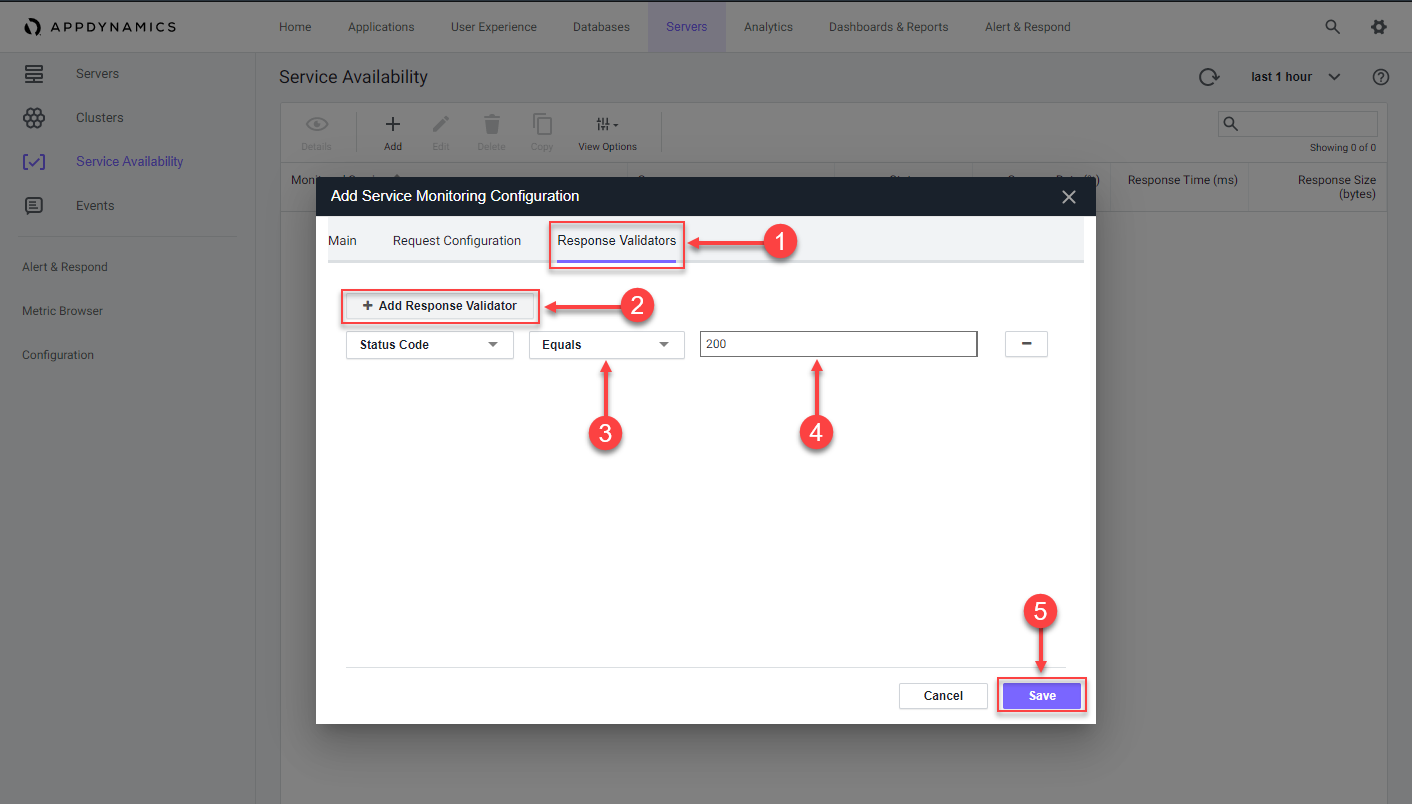 APPDYNAMICS
Home Applications User Experience Databases Servers Analytics Dashboards & Reports Alert & Respond
Servers
Clusters
Service Availability
Events
Alert & Respond
Metric Browser
Configuration
Service Availability
last 1 hour
Details Add Edit Delete Copy View Options
Showing 0 of 0
Response Time (ms) Response Size
(bytes)
Add Service Monitoring Configuration
Main Request Configuration Response Validators 1
+ Add Response Validator 2
Status Code Equals 200
3 4
5
Cancel Save